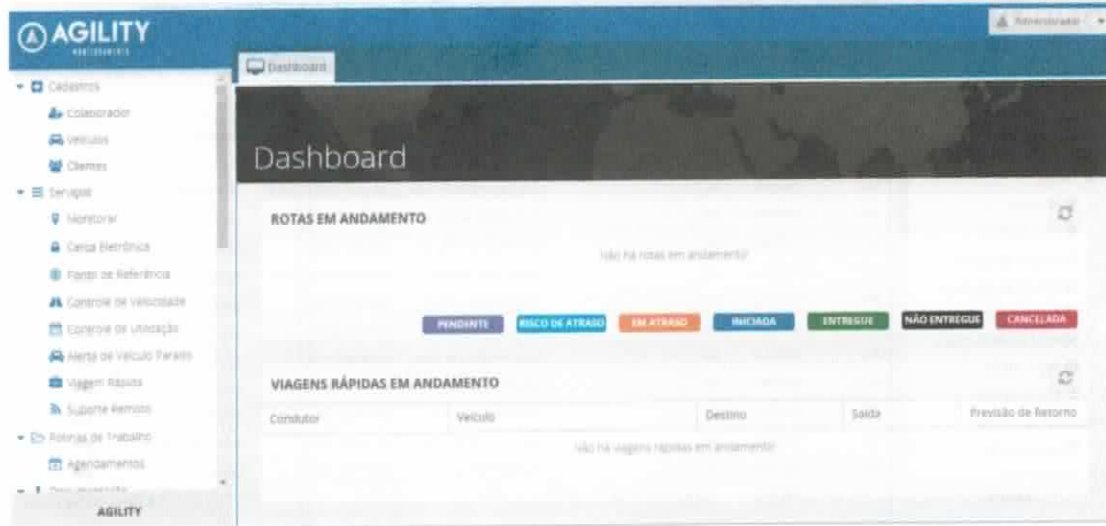 AGILITY
Administrador
Dashboard
Cadastros
Colaborador
Veículos
Clientes
Serviços
Monitorar
Cerca Eletrônica
Ponto de Referência
Controle de Velocidade
Controle de Utilização
Alerta de Veículo Parado
Viagem Rápida
Suporte Remoto
Rotinas de Trabalho
Agendamentos
AGILITY
Dashboard
ROTAS EM ANDAMENTO
Não há rotas em andamento!
PENDENTE RISCO DE ATRASO EM ATRASO INICIADA ENTREGUE NÃO ENTREGUE CANCELADA
VIAGENS RÁPIDAS EM ANDAMENTO
Condutor Veículo Destino Saída Previsão de Retorno
Não há viagens rápidas em andamento!